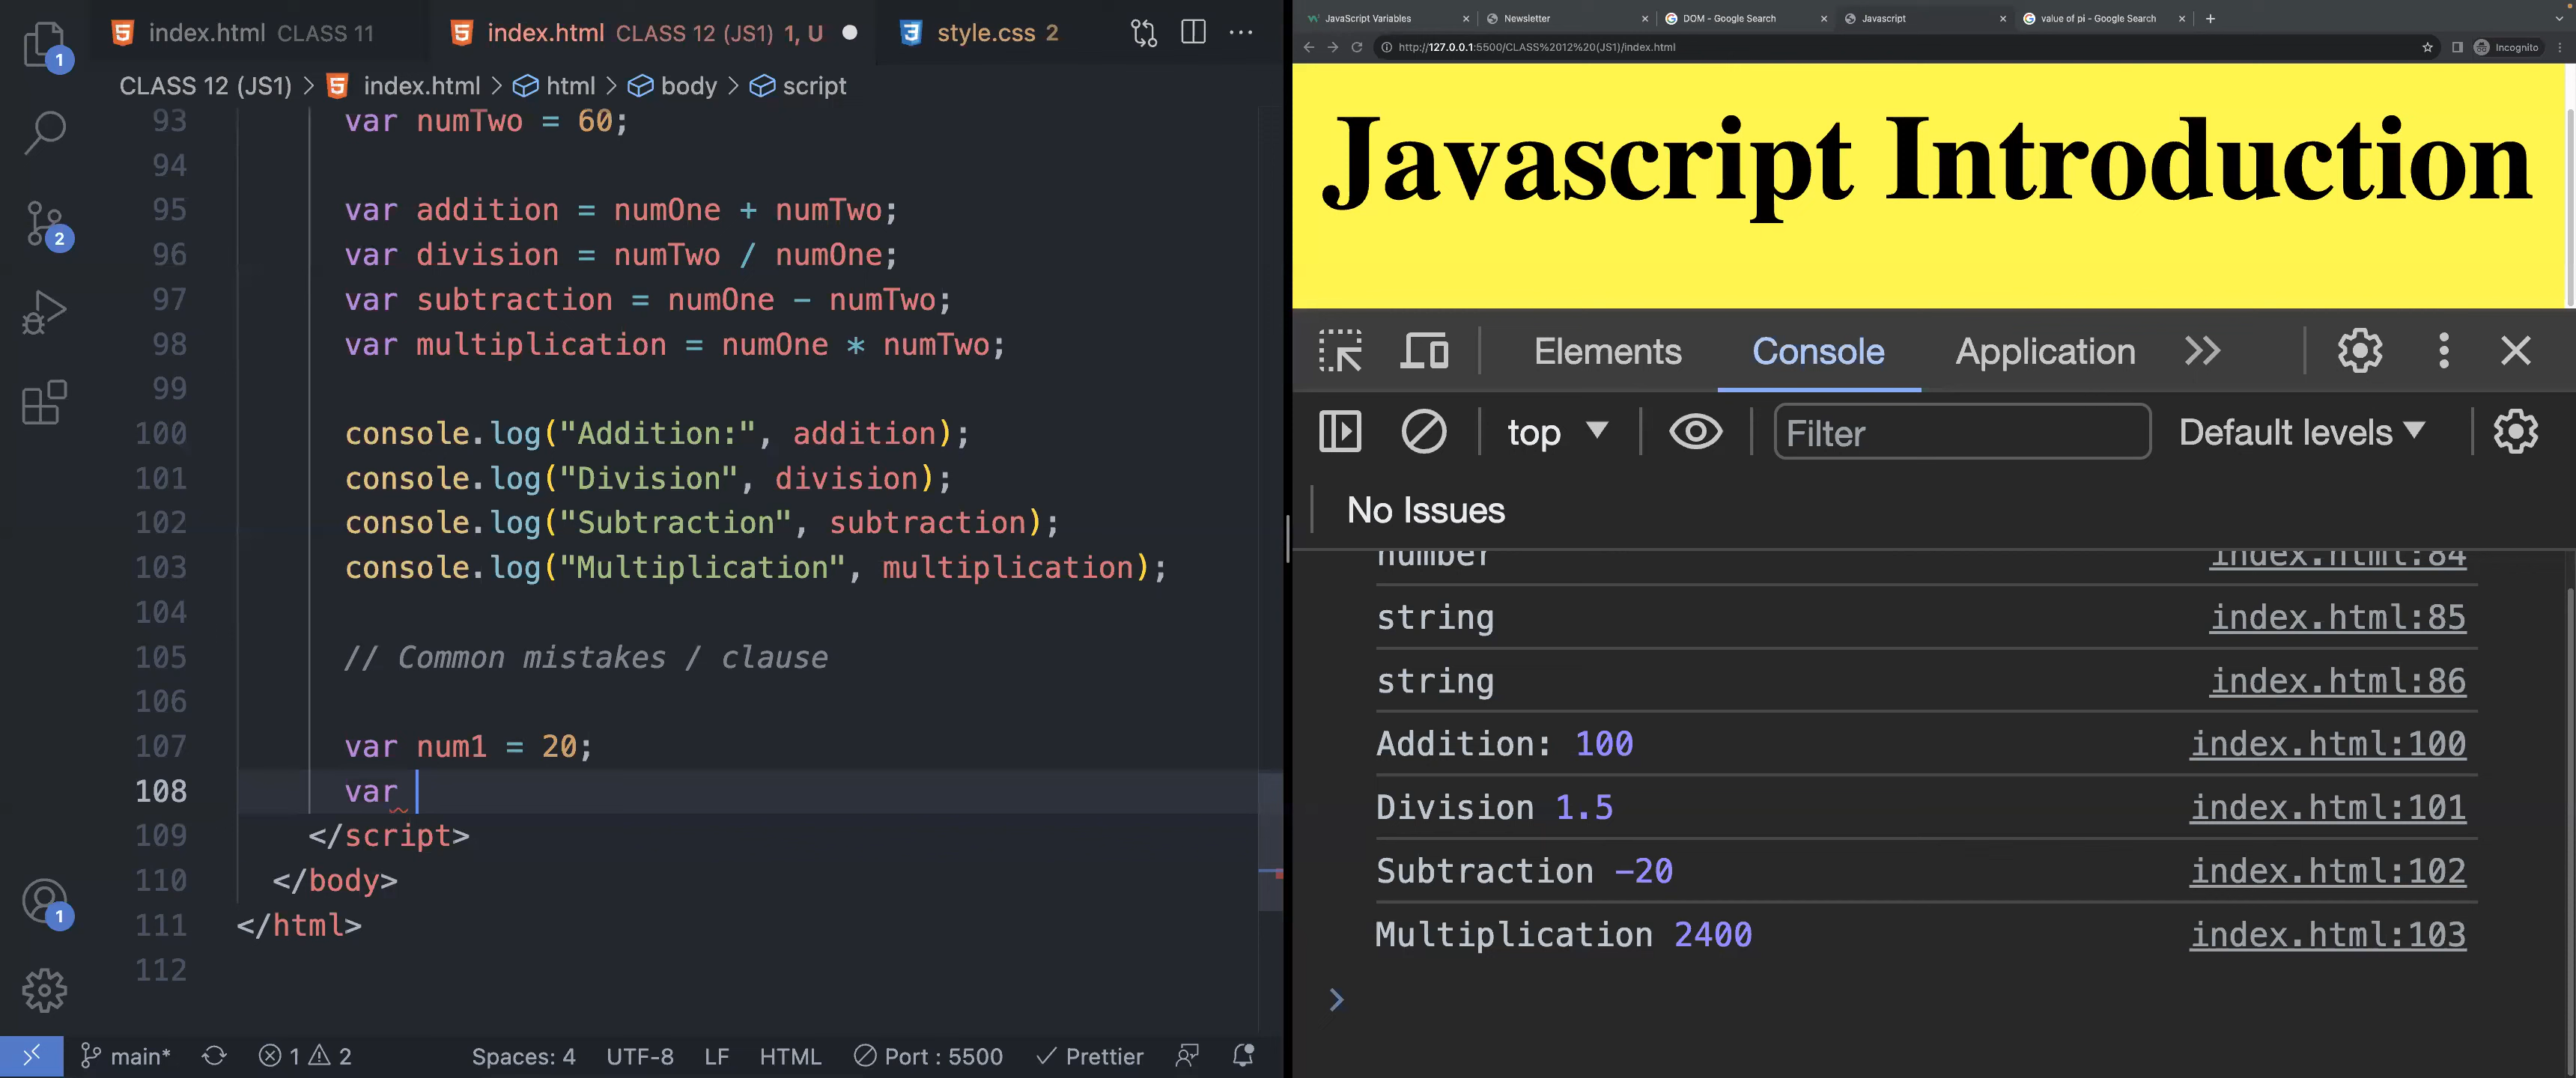 index.html CLASS 11
index.html CLASS 12 (JS1) 1, U
style.css 2
CLASS 12 (JS1) > index.html > html > body > script
93 var numTwo = 60;
94
95 var addition = numOne + numTwo;
96 var division = numTwo / numOne;
97 var subtraction = numOne - numTwo;
98 var multiplication = numOne * numTwo;
99
100 console.log("Addition:", addition);
101 console.log("Division", division);
102 console.log("Subtraction", subtraction);
103 console.log("Multiplication", multiplication);
104
105 // Common mistakes / clause
106
107 var num1 = 20;
108 var
109 </script>
110 </body>
111 </html>
112
1
2
1
main* 1 2 Spaces: 4 UTF-8 LF HTML Port : 5500 Prettier
JavaScript Variables
Newsletter
DOM - Google Search
Javascript
value of pi - Google Search
http://127.0.0.1:5500/CLASS%2012%20(JS1)/index.html
Incognito
Javascript Introduction
Elements Console Application
top Filter Default levels
No Issues
number index.html:84
string index.html:85
string index.html:86
Addition: 100 index.html:100
Division 1.5 index.html:101
Subtraction -20 index.html:102
Multiplication 2400 index.html:103
>